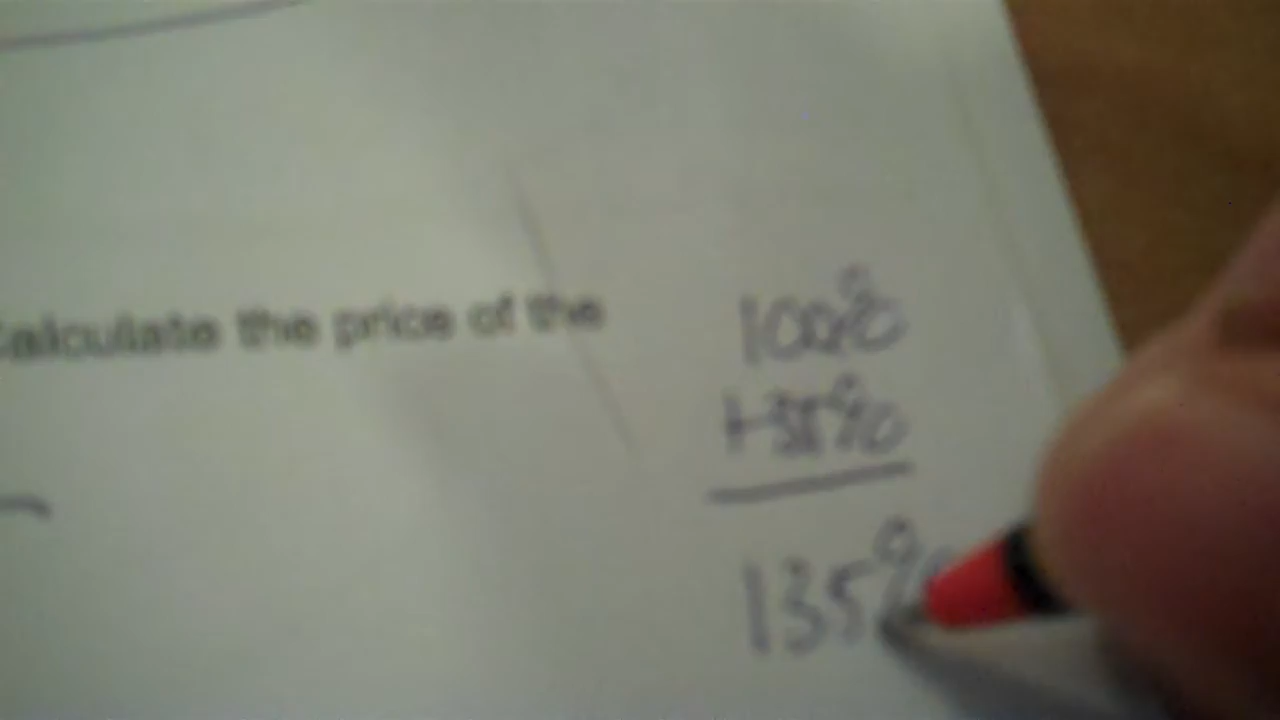 Calculate the price of the
100%
+35%
135%